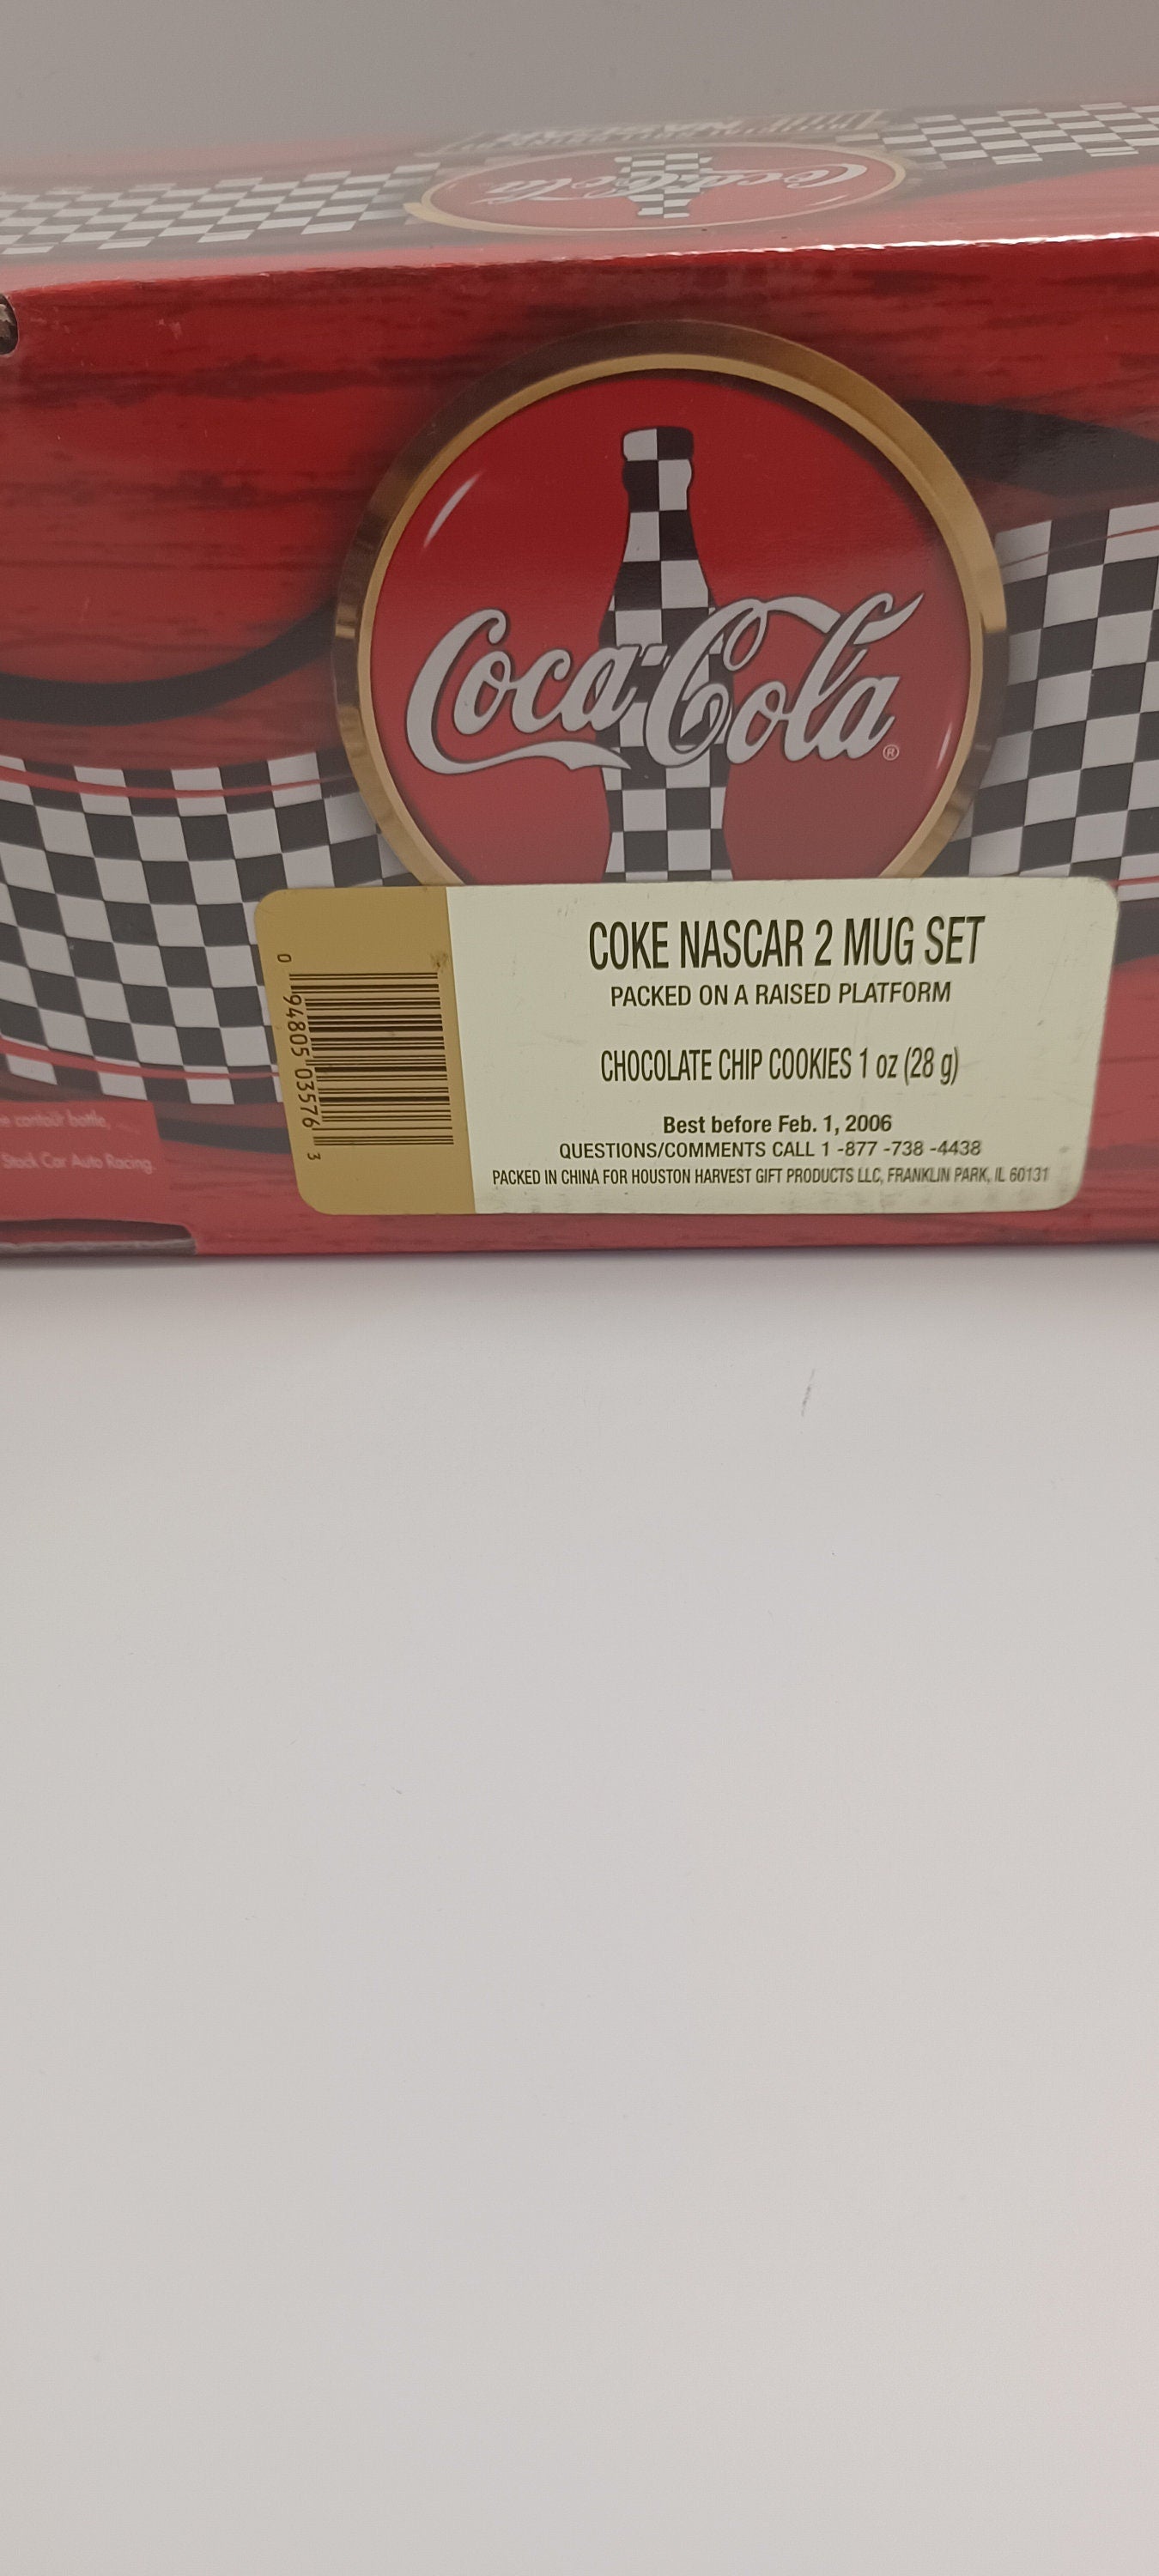 Coca-Cola
Coca-Cola®
COKE NASCAR 2 MUG SET
PACKED ON A RAISED PLATFORM
CHOCOLATE CHIP COOKIES 1 oz (28 g)
Best before Feb. 1, 2006
QUESTIONS/COMMENTS CALL 1 -877 -738 -4438
PACKED IN CHINA FOR HOUSTON HARVEST GIFT PRODUCTS LLC, FRANKLIN PARK, IL 60131
0 94805 03576 3
contour bottle,
Stock Car Auto Racing.